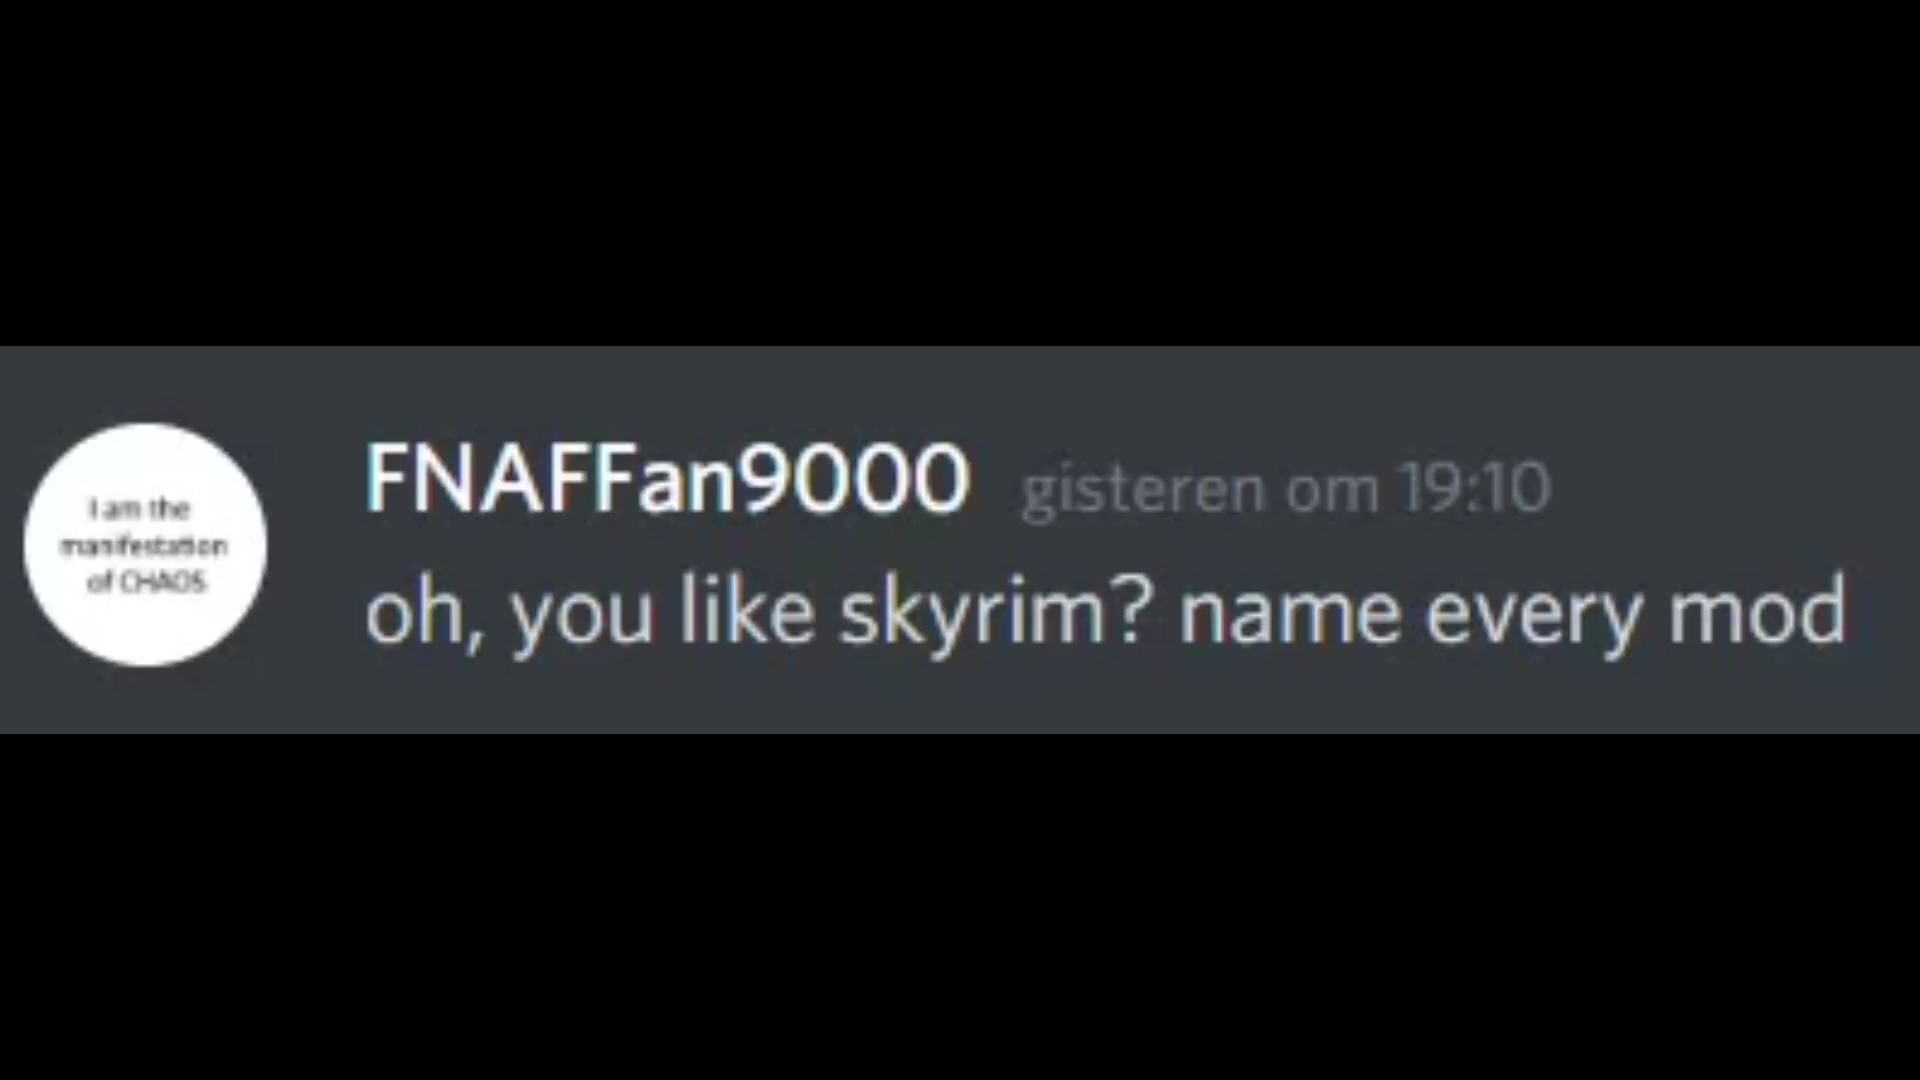 I am the
manifestation
of CHAOS
FNAFFan9000 gisteren om 19:10
oh, you like skyrim? name every mod